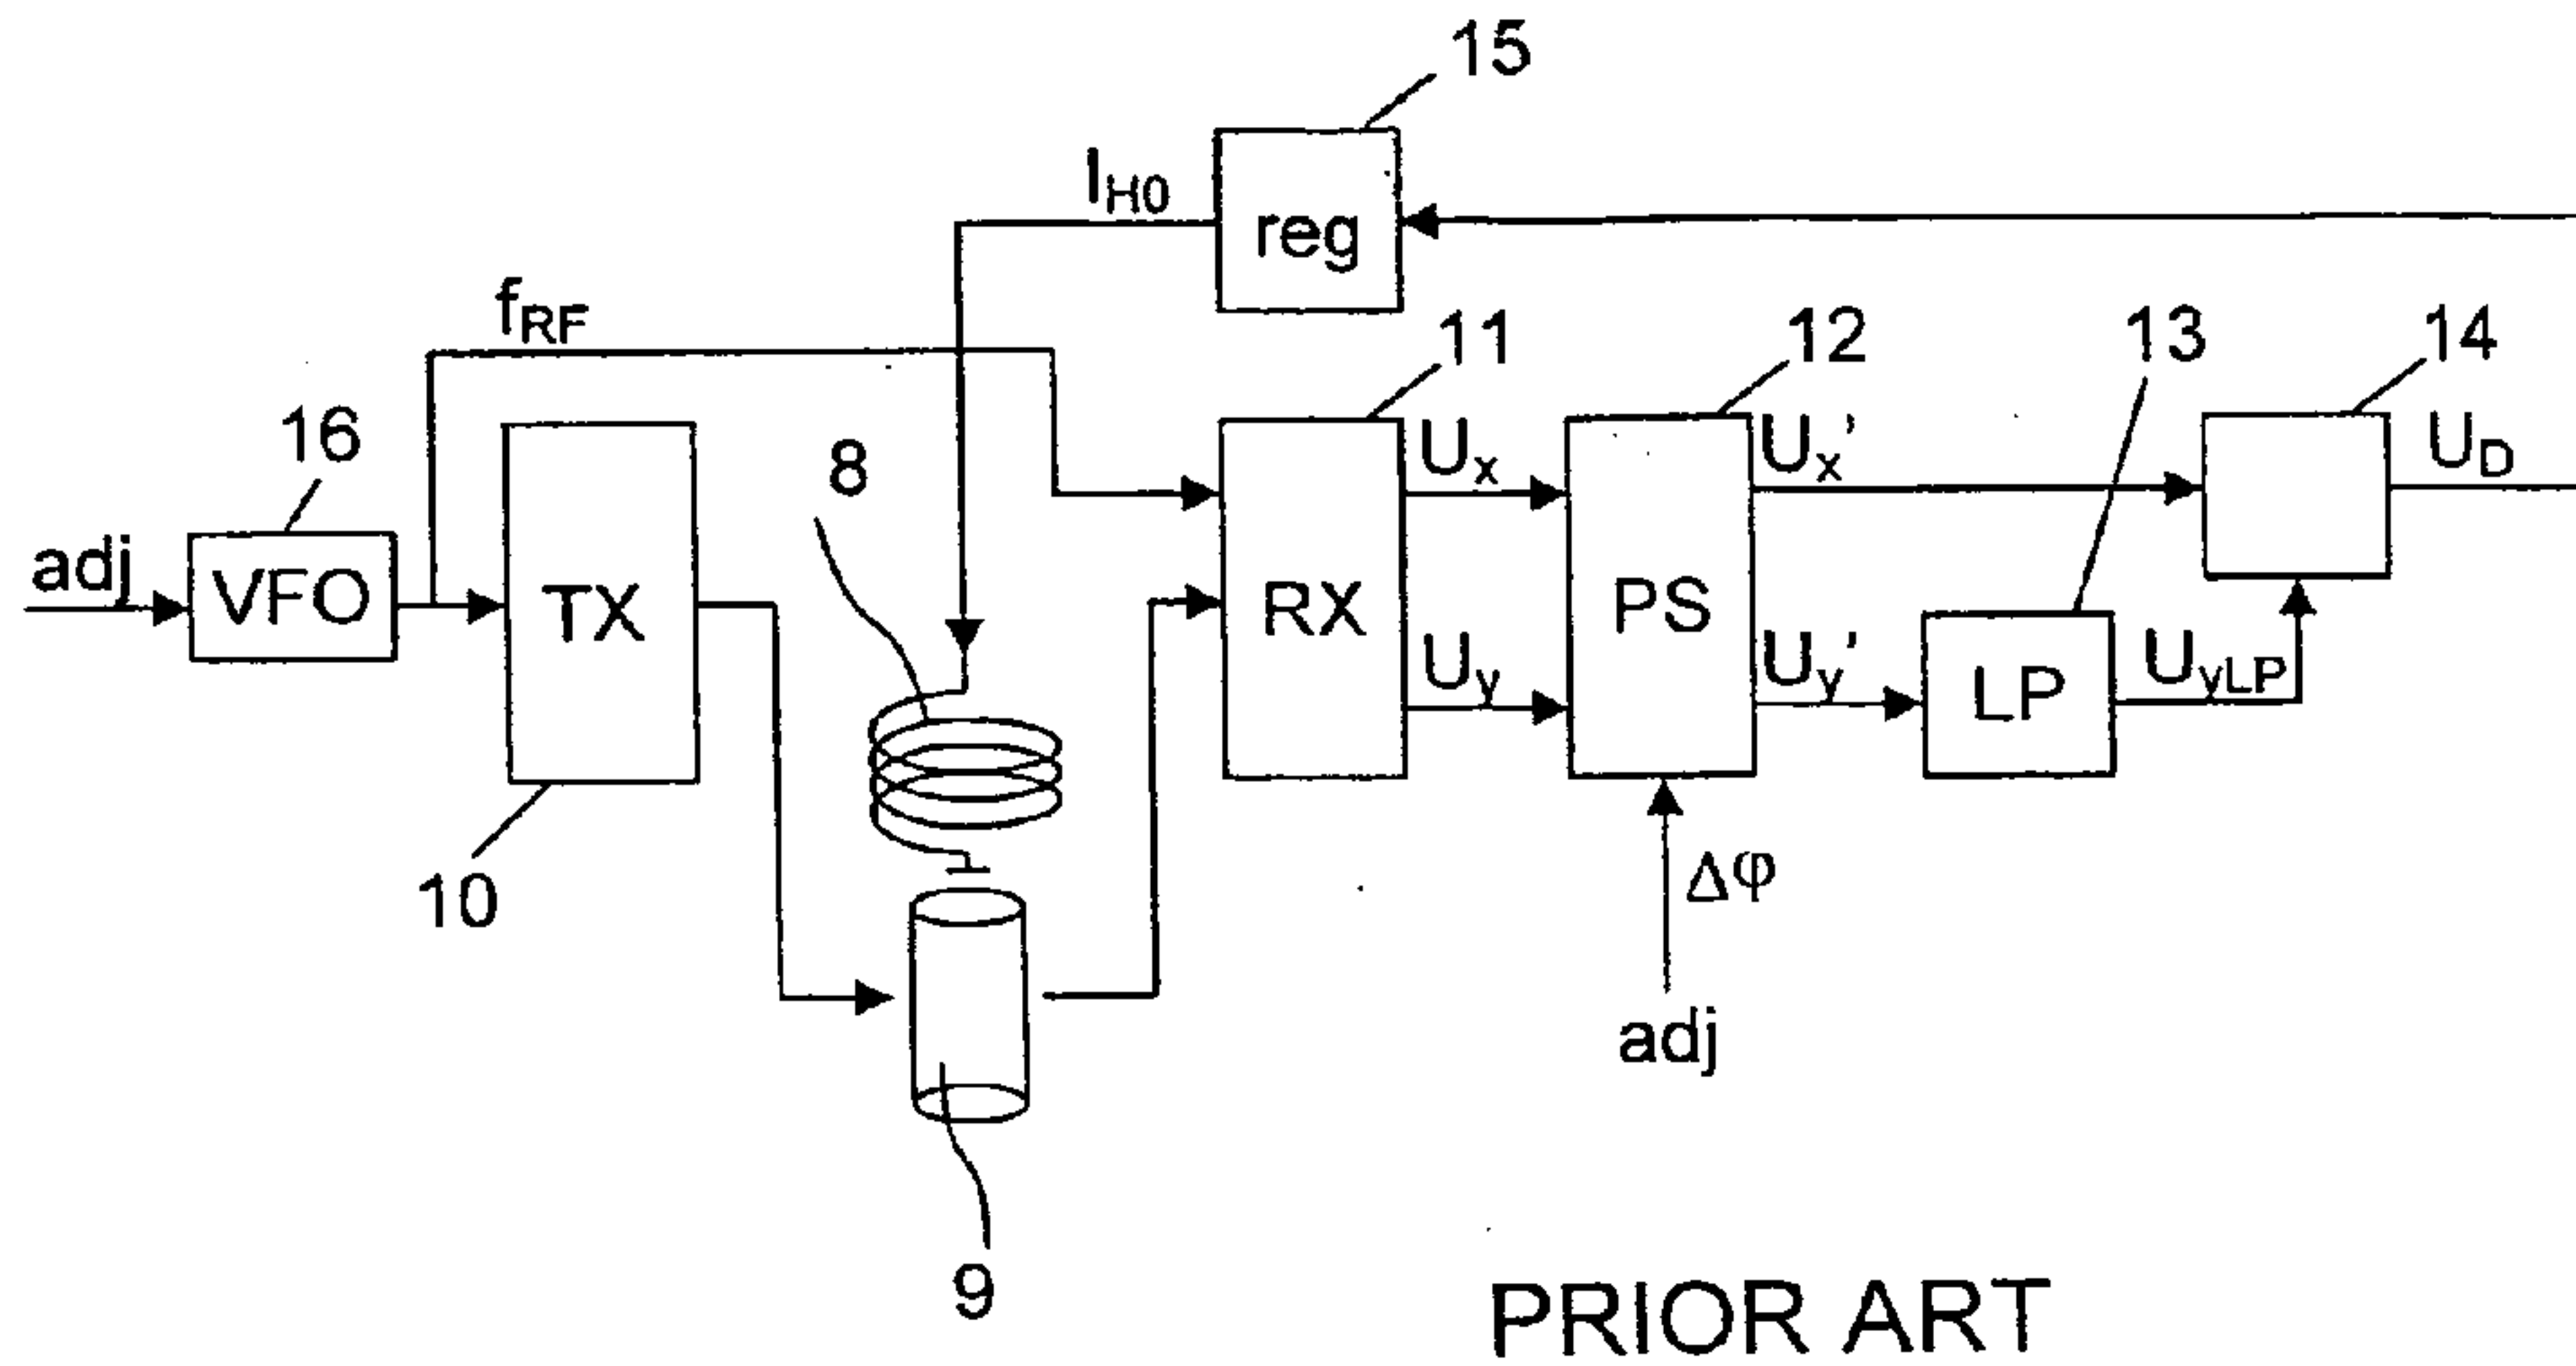 15
I_H0
reg
f_RF
11
12
13
14
16
8
U_x
U_x'
U_D
adj
VFO
TX
RX
PS
U_y
U_y'
LP
U_yLP
10
Δφ
adj
9
PRIOR ART